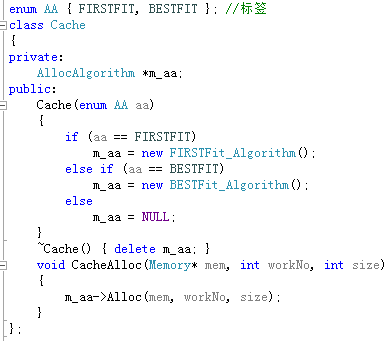 enum AA { FIRSTFIT, BESTFIT }; //标签
class Cache
{
private:
    AllocAlgorithm *m_aa;
public:
    Cache(enum AA aa)
    {
        if (aa == FIRSTFIT)
            m_aa = new FIRSTFit_Algorithm();
        else if (aa == BESTFIT)
            m_aa = new BESTFit_Algorithm();
        else
            m_aa = NULL;
    }
    ~Cache() { delete m_aa; }
    void CacheAlloc(Memory* mem, int workNo, int size)
    {
        m_aa->Alloc(mem, workNo, size);
    }
};